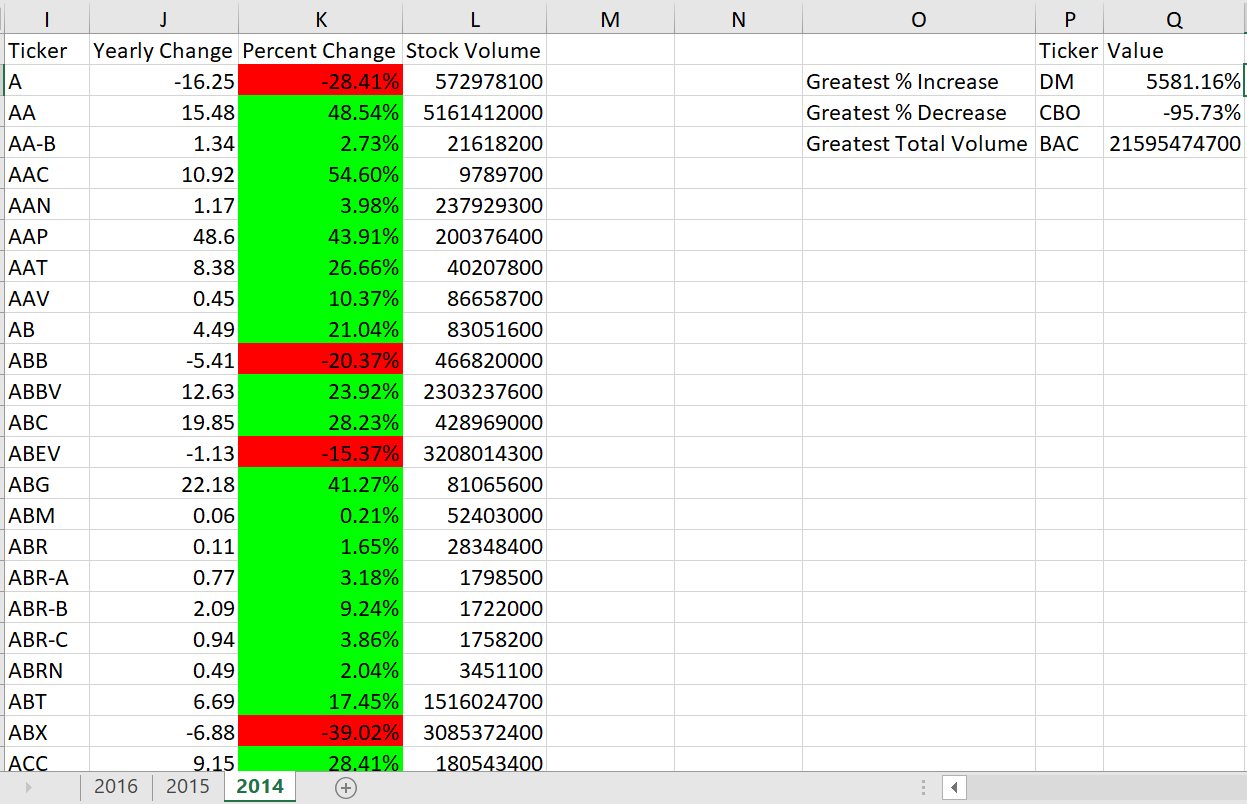 I J K L M N O P Q
Ticker Yearly Change Percent Change Stock Volume Ticker Value
A -16.25 -28.41% 572978100 Greatest % Increase DM 5581.16%
AA 15.48 48.54% 5161412000 Greatest % Decrease CBO -95.73%
AA-B 1.34 2.73% 21618200 Greatest Total Volume BAC 21595474700
AAC 10.92 54.60% 9789700
AAN 1.17 3.98% 237929300
AAP 48.6 43.91% 200376400
AAT 8.38 26.66% 40207800
AAV 0.45 10.37% 86658700
AB 4.49 21.04% 83051600
ABB -5.41 -20.37% 466820000
ABBV 12.63 23.92% 2303237600
ABC 19.85 28.23% 428969000
ABEV -1.13 -15.37% 3208014300
ABG 22.18 41.27% 81065600
ABM 0.06 0.21% 52403000
ABR 0.11 1.65% 28348400
ABR-A 0.77 3.18% 1798500
ABR-B 2.09 9.24% 1722000
ABR-C 0.94 3.86% 1758200
ABRN 0.49 2.04% 3451100
ABT 6.69 17.45% 1516024700
ABX -6.88 -39.02% 3085372400
ACC 9.15 28.41% 180543400
2016 2015 2014